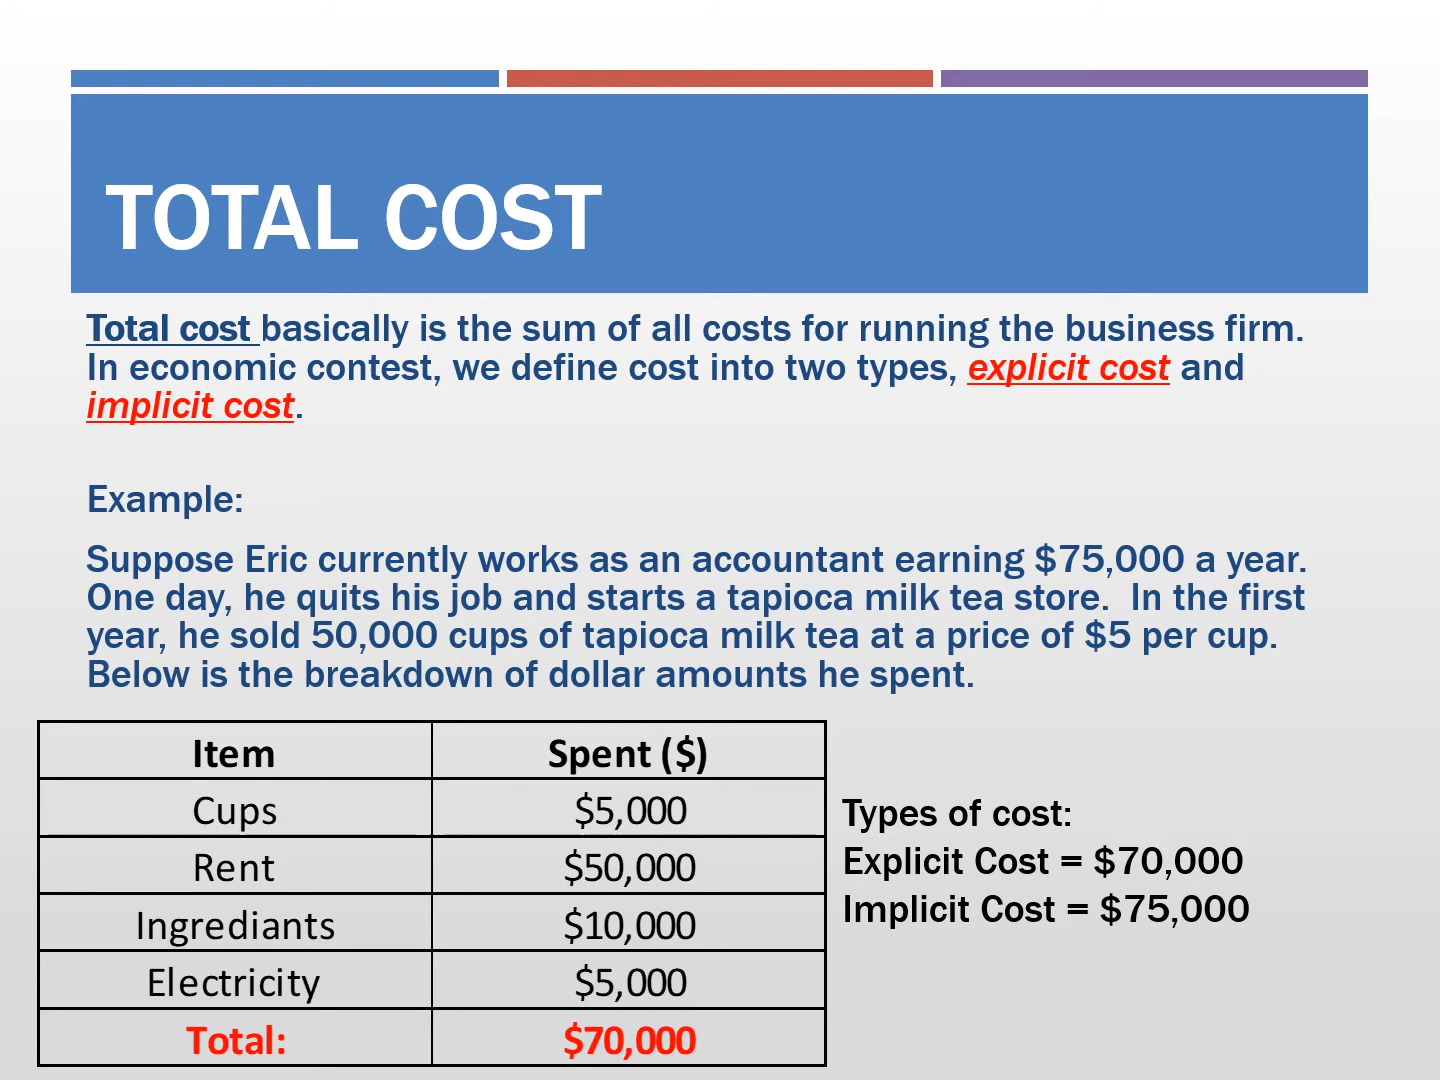 TOTAL COST
Total cost basically is the sum of all costs for running the business firm.
In economic contest, we define cost into two types, explicit cost and
implicit cost.
Example:
Suppose Eric currently works as an accountant earning $75,000 a year.
One day, he quits his job and starts a tapioca milk tea store.  In the first
year, he sold 50,000 cups of tapioca milk tea at a price of $5 per cup.
Below is the breakdown of dollar amounts he spent.
Item Spent ($)
Cups $5,000
Rent $50,000
Ingrediants $10,000
Electricity $5,000
Total: $70,000
Types of cost:
Explicit Cost = $70,000
Implicit Cost = $75,000